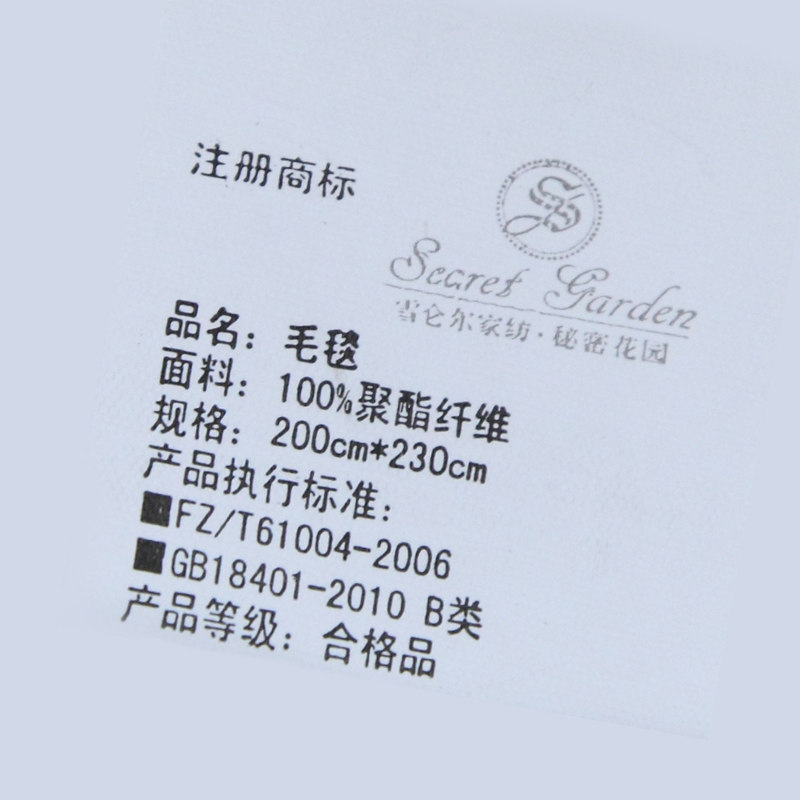 注册商标
Secret Garden
雪仑尔家纺·秘密花园
品名：毛毯
面料：100%聚酯纤维
规格：200cm*230cm
产品执行标准：
■FZ/T61004-2006
■GB18401-2010 B类
产品等级：合格品